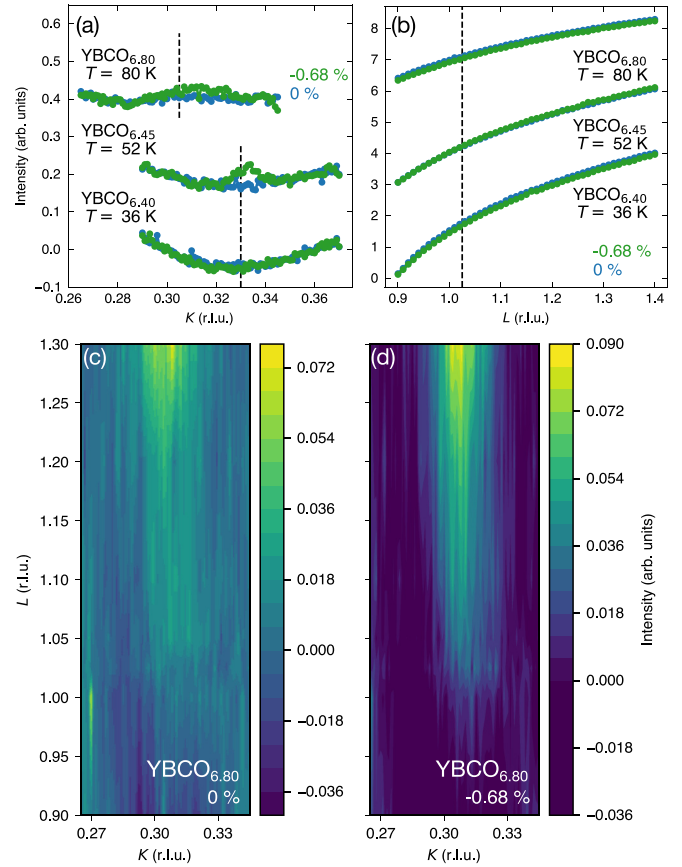 (a)
YBCO6.80
T = 80 K
-0.68 %
0 %
YBCO6.45
T = 52 K
YBCO6.40
T = 36 K
0.6
0.5
0.4
0.3
0.2
0.1
0.0
−0.1
Intensity (arb. units)
0.26 0.28 0.30 0.32 0.34 0.36
K (r.l.u.)
(b)
YBCO6.80
T = 80 K
YBCO6.45
T = 52 K
YBCO6.40
T = 36 K
-0.68 %
0 %
8
7
6
5
4
3
2
1
0
0.9 1.0 1.1 1.2 1.3 1.4
L (r.l.u.)
(c)
YBCO6.80
0 %
1.30
1.25
1.20
1.15
1.10
1.05
1.00
0.95
0.90
L (r.l.u.)
0.27 0.30 0.33
K (r.l.u.)
0.072
0.054
0.036
0.018
0.000
−0.018
−0.036
(d)
YBCO6.80
-0.68 %
0.27 0.30 0.33
K (r.l.u.)
0.090
0.072
0.054
0.036
0.018
0.000
−0.018
−0.036
Intensity (arb. units)